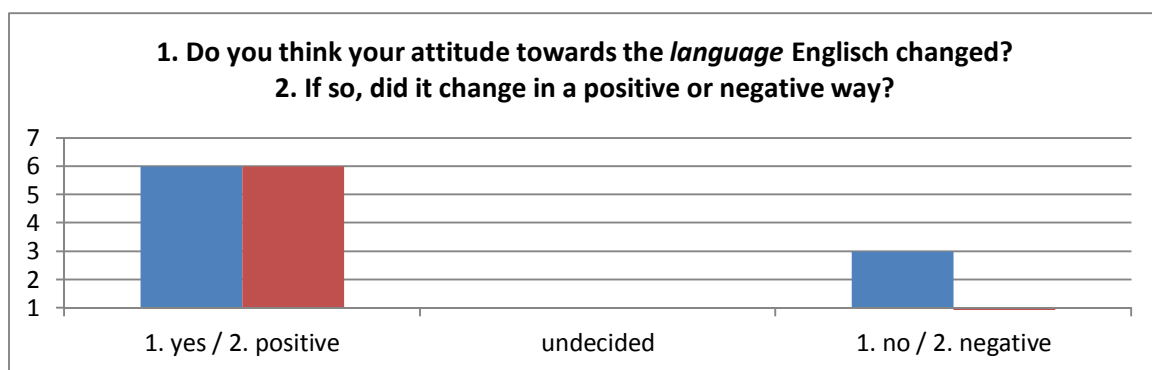 1. Do you think your attitude towards the language Englisch changed?
2. If so, did it change in a positive or negative way?
7
6
5
4
3
2
1
1. yes / 2. positive
undecided
1. no / 2. negative